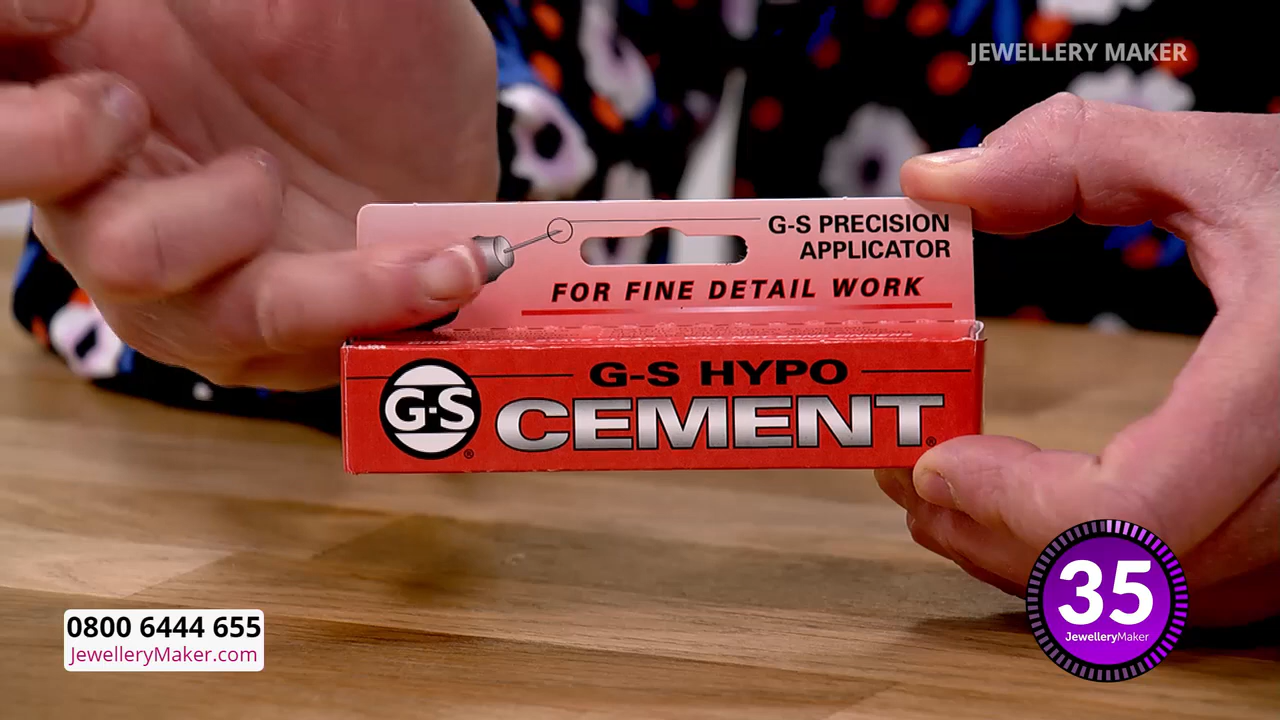 JEWELLERY MAKER
G-S PRECISION
APPLICATOR
FOR FINE DETAIL WORK
G-S HYPO
G-S ®
CEMENT®
35
JewelleryMaker
0800 6444 655
JewelleryMaker.com